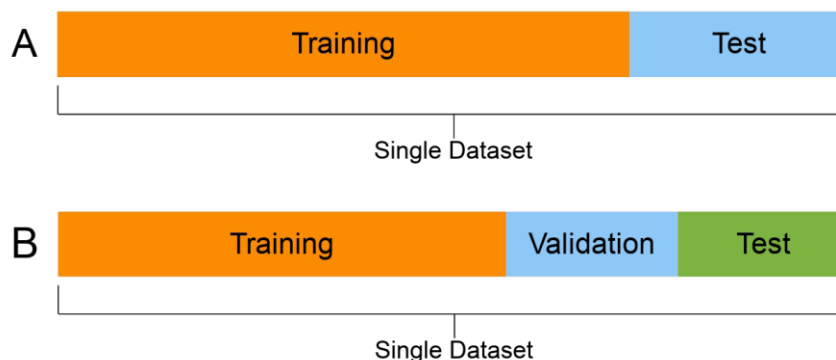 A Training Test
Single Dataset
B Training Validation Test
Single Dataset